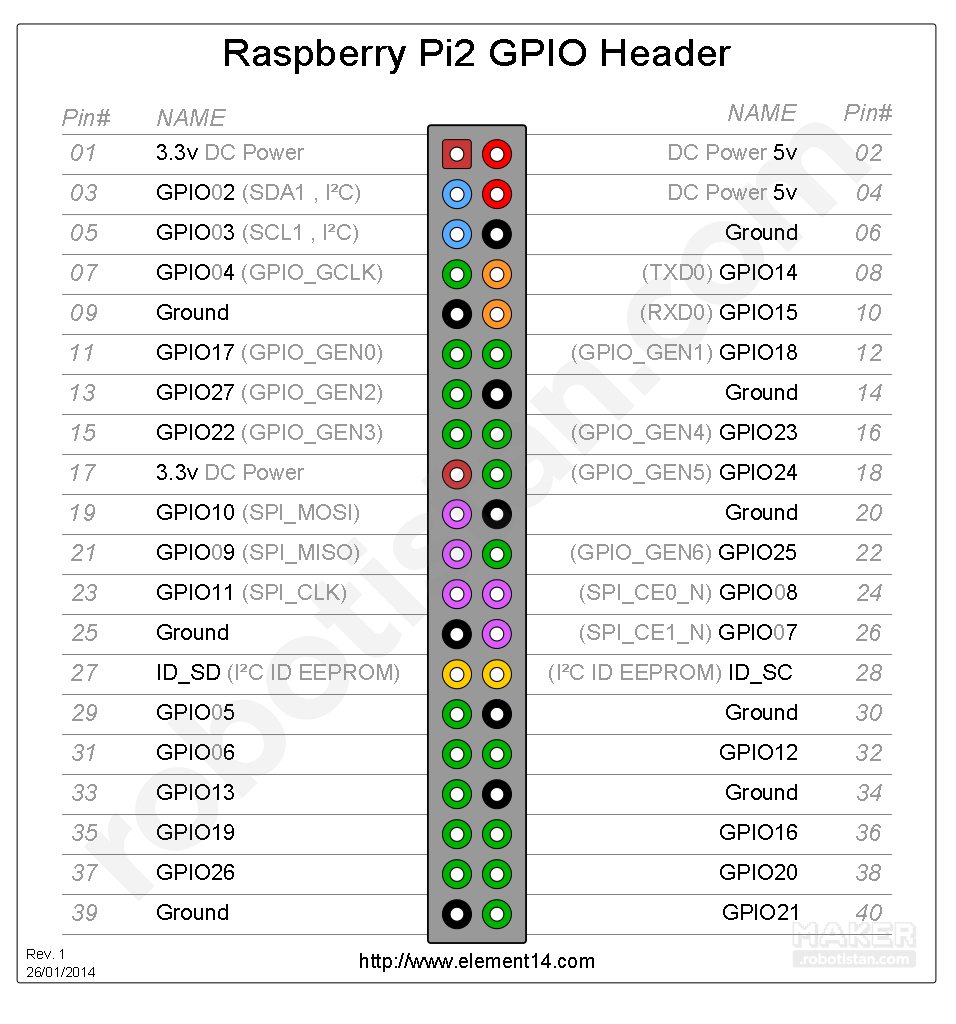 Raspberry Pi2 GPIO Header
Pin# NAME NAME Pin#
01 3.3v DC Power DC Power 5v 02
03 GPIO02 (SDA1 , I²C) DC Power 5v 04
05 GPIO03 (SCL1 , I²C) Ground 06
07 GPIO04 (GPIO_GCLK) (TXD0) GPIO14 08
09 Ground (RXD0) GPIO15 10
11 GPIO17 (GPIO_GEN0) (GPIO_GEN1) GPIO18 12
13 GPIO27 (GPIO_GEN2) Ground 14
15 GPIO22 (GPIO_GEN3) (GPIO_GEN4) GPIO23 16
17 3.3v DC Power (GPIO_GEN5) GPIO24 18
19 GPIO10 (SPI_MOSI) Ground 20
21 GPIO09 (SPI_MISO) (GPIO_GEN6) GPIO25 22
23 GPIO11 (SPI_CLK) (SPI_CE0_N) GPIO08 24
25 Ground (SPI_CE1_N) GPIO07 26
27 ID_SD (I²C ID EEPROM) (I²C ID EEPROM) ID_SC 28
29 GPIO05 Ground 30
31 GPIO06 GPIO12 32
33 GPIO13 Ground 34
35 GPIO19 GPIO16 36
37 GPIO26 GPIO20 38
39 Ground GPIO21 40
Rev. 1
26/01/2014
http://www.element14.com
MAKER
.robotistan.com
robotistan.com